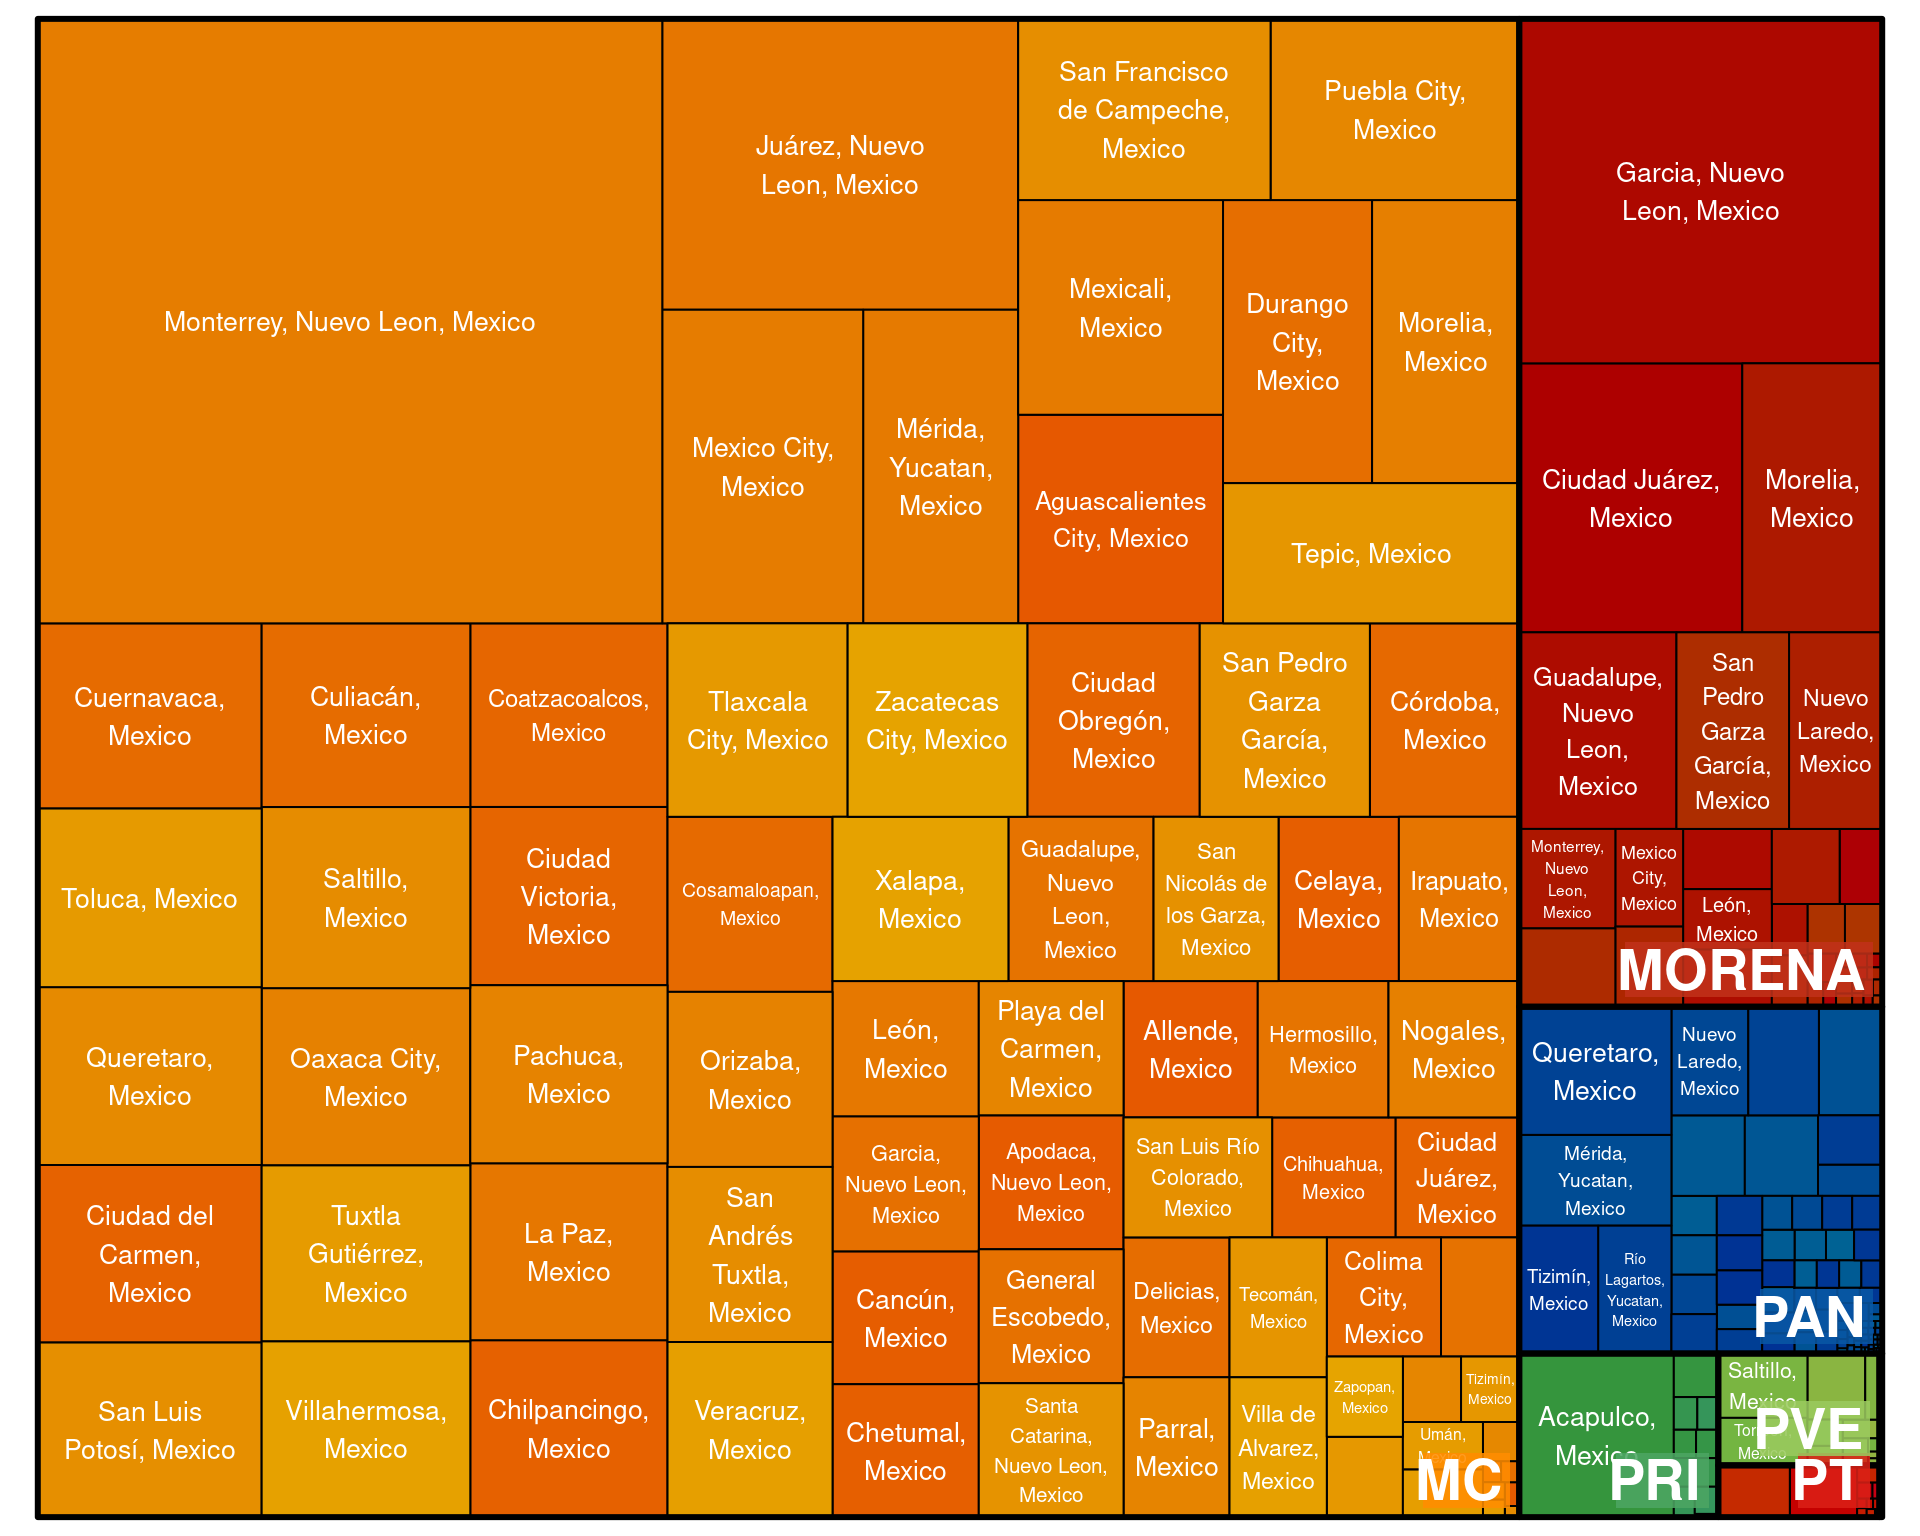 Monterrey, Nuevo Leon, Mexico
Juárez, Nuevo
Leon, Mexico
Mexico City,
Mexico
Mérida,
Yucatan,
Mexico
San Francisco
de Campeche,
Mexico
Puebla City,
Mexico
Mexicali,
Mexico
Durango
City,
Mexico
Morelia,
Mexico
Aguascalientes
City, Mexico
Tepic, Mexico
Cuernavaca,
Mexico
Culiacán,
Mexico
Coatzacoalcos,
Mexico
Toluca, Mexico
Saltillo,
Mexico
Ciudad
Victoria,
Mexico
Queretaro,
Mexico
Oaxaca City,
Mexico
Pachuca,
Mexico
Ciudad del
Carmen,
Mexico
Tuxtla
Gutiérrez,
Mexico
La Paz,
Mexico
San Luis
Potosí, Mexico
Villahermosa,
Mexico
Chilpancingo,
Mexico
Tlaxcala
City, Mexico
Zacatecas
City, Mexico
Ciudad
Obregón,
Mexico
San Pedro
Garza
García,
Mexico
Córdoba,
Mexico
Cosamaloapan,
Mexico
Orizaba,
Mexico
San
Andrés
Tuxtla,
Mexico
Veracruz,
Mexico
Xalapa,
Mexico
Guadalupe,
Nuevo
Leon,
Mexico
San
Nicolás de
los Garza,
Mexico
Celaya,
Mexico
Irapuato,
Mexico
León,
Mexico
Playa del
Carmen,
Mexico
Allende,
Mexico
Hermosillo,
Mexico
Nogales,
Mexico
Garcia,
Nuevo Leon,
Mexico
Apodaca,
Nuevo Leon,
Mexico
San Luis Río
Colorado,
Mexico
Chihuahua,
Mexico
Ciudad
Juárez,
Mexico
Cancún,
Mexico
General
Escobedo,
Mexico
Delicias,
Mexico
Tecomán,
Mexico
Colima
City,
Mexico
Chetumal,
Mexico
Santa
Catarina,
Nuevo Leon,
Mexico
Parral,
Mexico
Villa de
Alvarez,
Mexico
Zapopan,
Mexico
Tizimín,
Mexico
Umán,
MC
Garcia, Nuevo
Leon, Mexico
Ciudad Juárez,
Mexico
Morelia,
Mexico
Guadalupe,
Nuevo
Leon,
Mexico
San
Pedro
Garza
García,
Mexico
Nuevo
Laredo,
Mexico
Monterrey,
Nuevo
Leon,
Mexico
Mexico
City,
Mexico
León,
Mexico
MORENA
Queretaro,
Mexico
Nuevo
Laredo,
Mexico
Mérida,
Yucatan,
Mexico
Tizimín,
Mexico
Río
Lagartos,
Yucatan,
Mexico
PAN
Acapulco,
Mexico
PRI
Saltillo,
Mexico
Mexico
PVE
PT